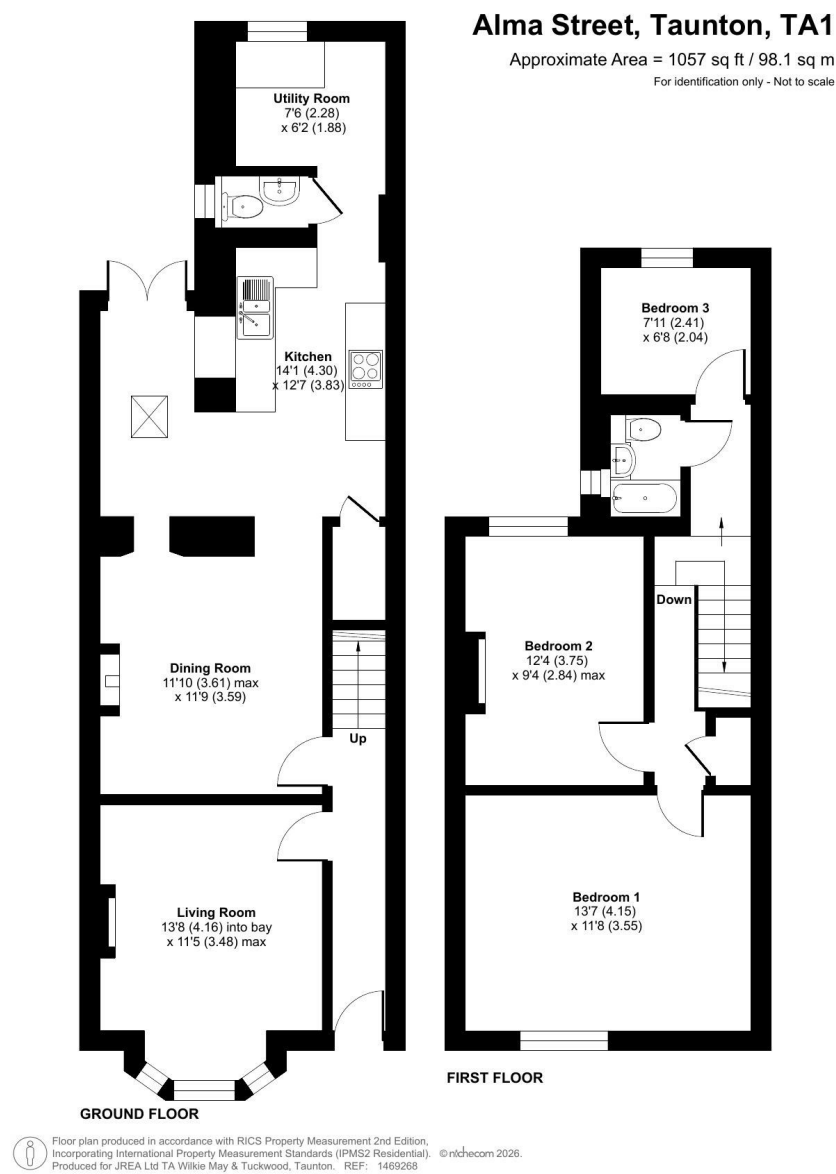 Alma Street, Taunton, TA1
Approximate Area = 1057 sq ft / 98.1 sq m
For identification only - Not to scale
Utility Room
7'6 (2.28)
x 6'2 (1.88)
Kitchen
14'1 (4.30)
x 12'7 (3.83)
Dining Room
11'10 (3.61) max
x 11'9 (3.59)
Up
Living Room
13'8 (4.16) into bay
x 11'5 (3.48) max
GROUND FLOOR
Bedroom 3
7'11 (2.41)
x 6'8 (2.04)
Down
Bedroom 2
12'4 (3.75)
x 9'4 (2.84) max
Bedroom 1
13'7 (4.15)
x 11'8 (3.55)
FIRST FLOOR
Floor plan produced in accordance with RICS Property Measurement 2nd Edition,
Incorporating International Property Measurement Standards (IPMS2 Residential). ©nichecom 2026.
Produced for JREA Ltd TA Wilkie May & Tuckwood, Taunton. REF: 1469268